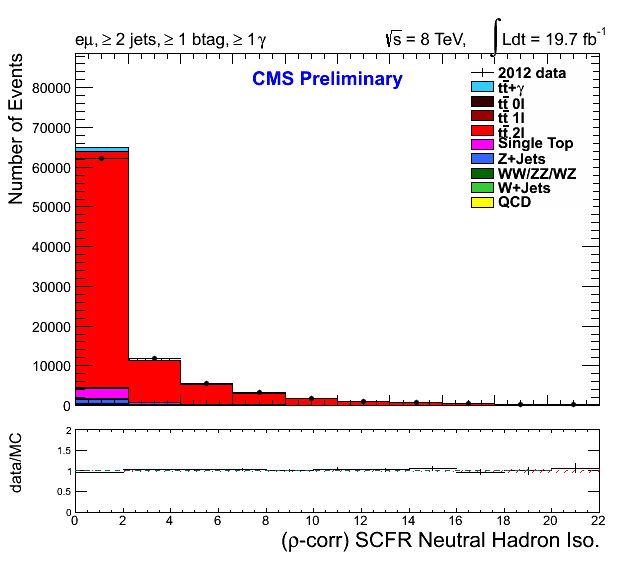 eμ, ≥ 2 jets, ≥ 1 btag, ≥ 1 γ
√s = 8 TeV, ∫ Ldt = 19.7 fb⁻¹
CMS Preliminary
2012 data
tt̄+γ
tt̄ 0l
tt̄ 1l
tt̄ 2l
Single Top
Z+Jets
WW/ZZ/WZ
W+Jets
QCD
Number of Events
80000
70000
60000
50000
40000
30000
20000
10000
0
data/MC
2
1.5
1
0.5
0
0 2 4 6 8 10 12 14 16 18 20 22
(ρ-corr) SCFR Neutral Hadron Iso.